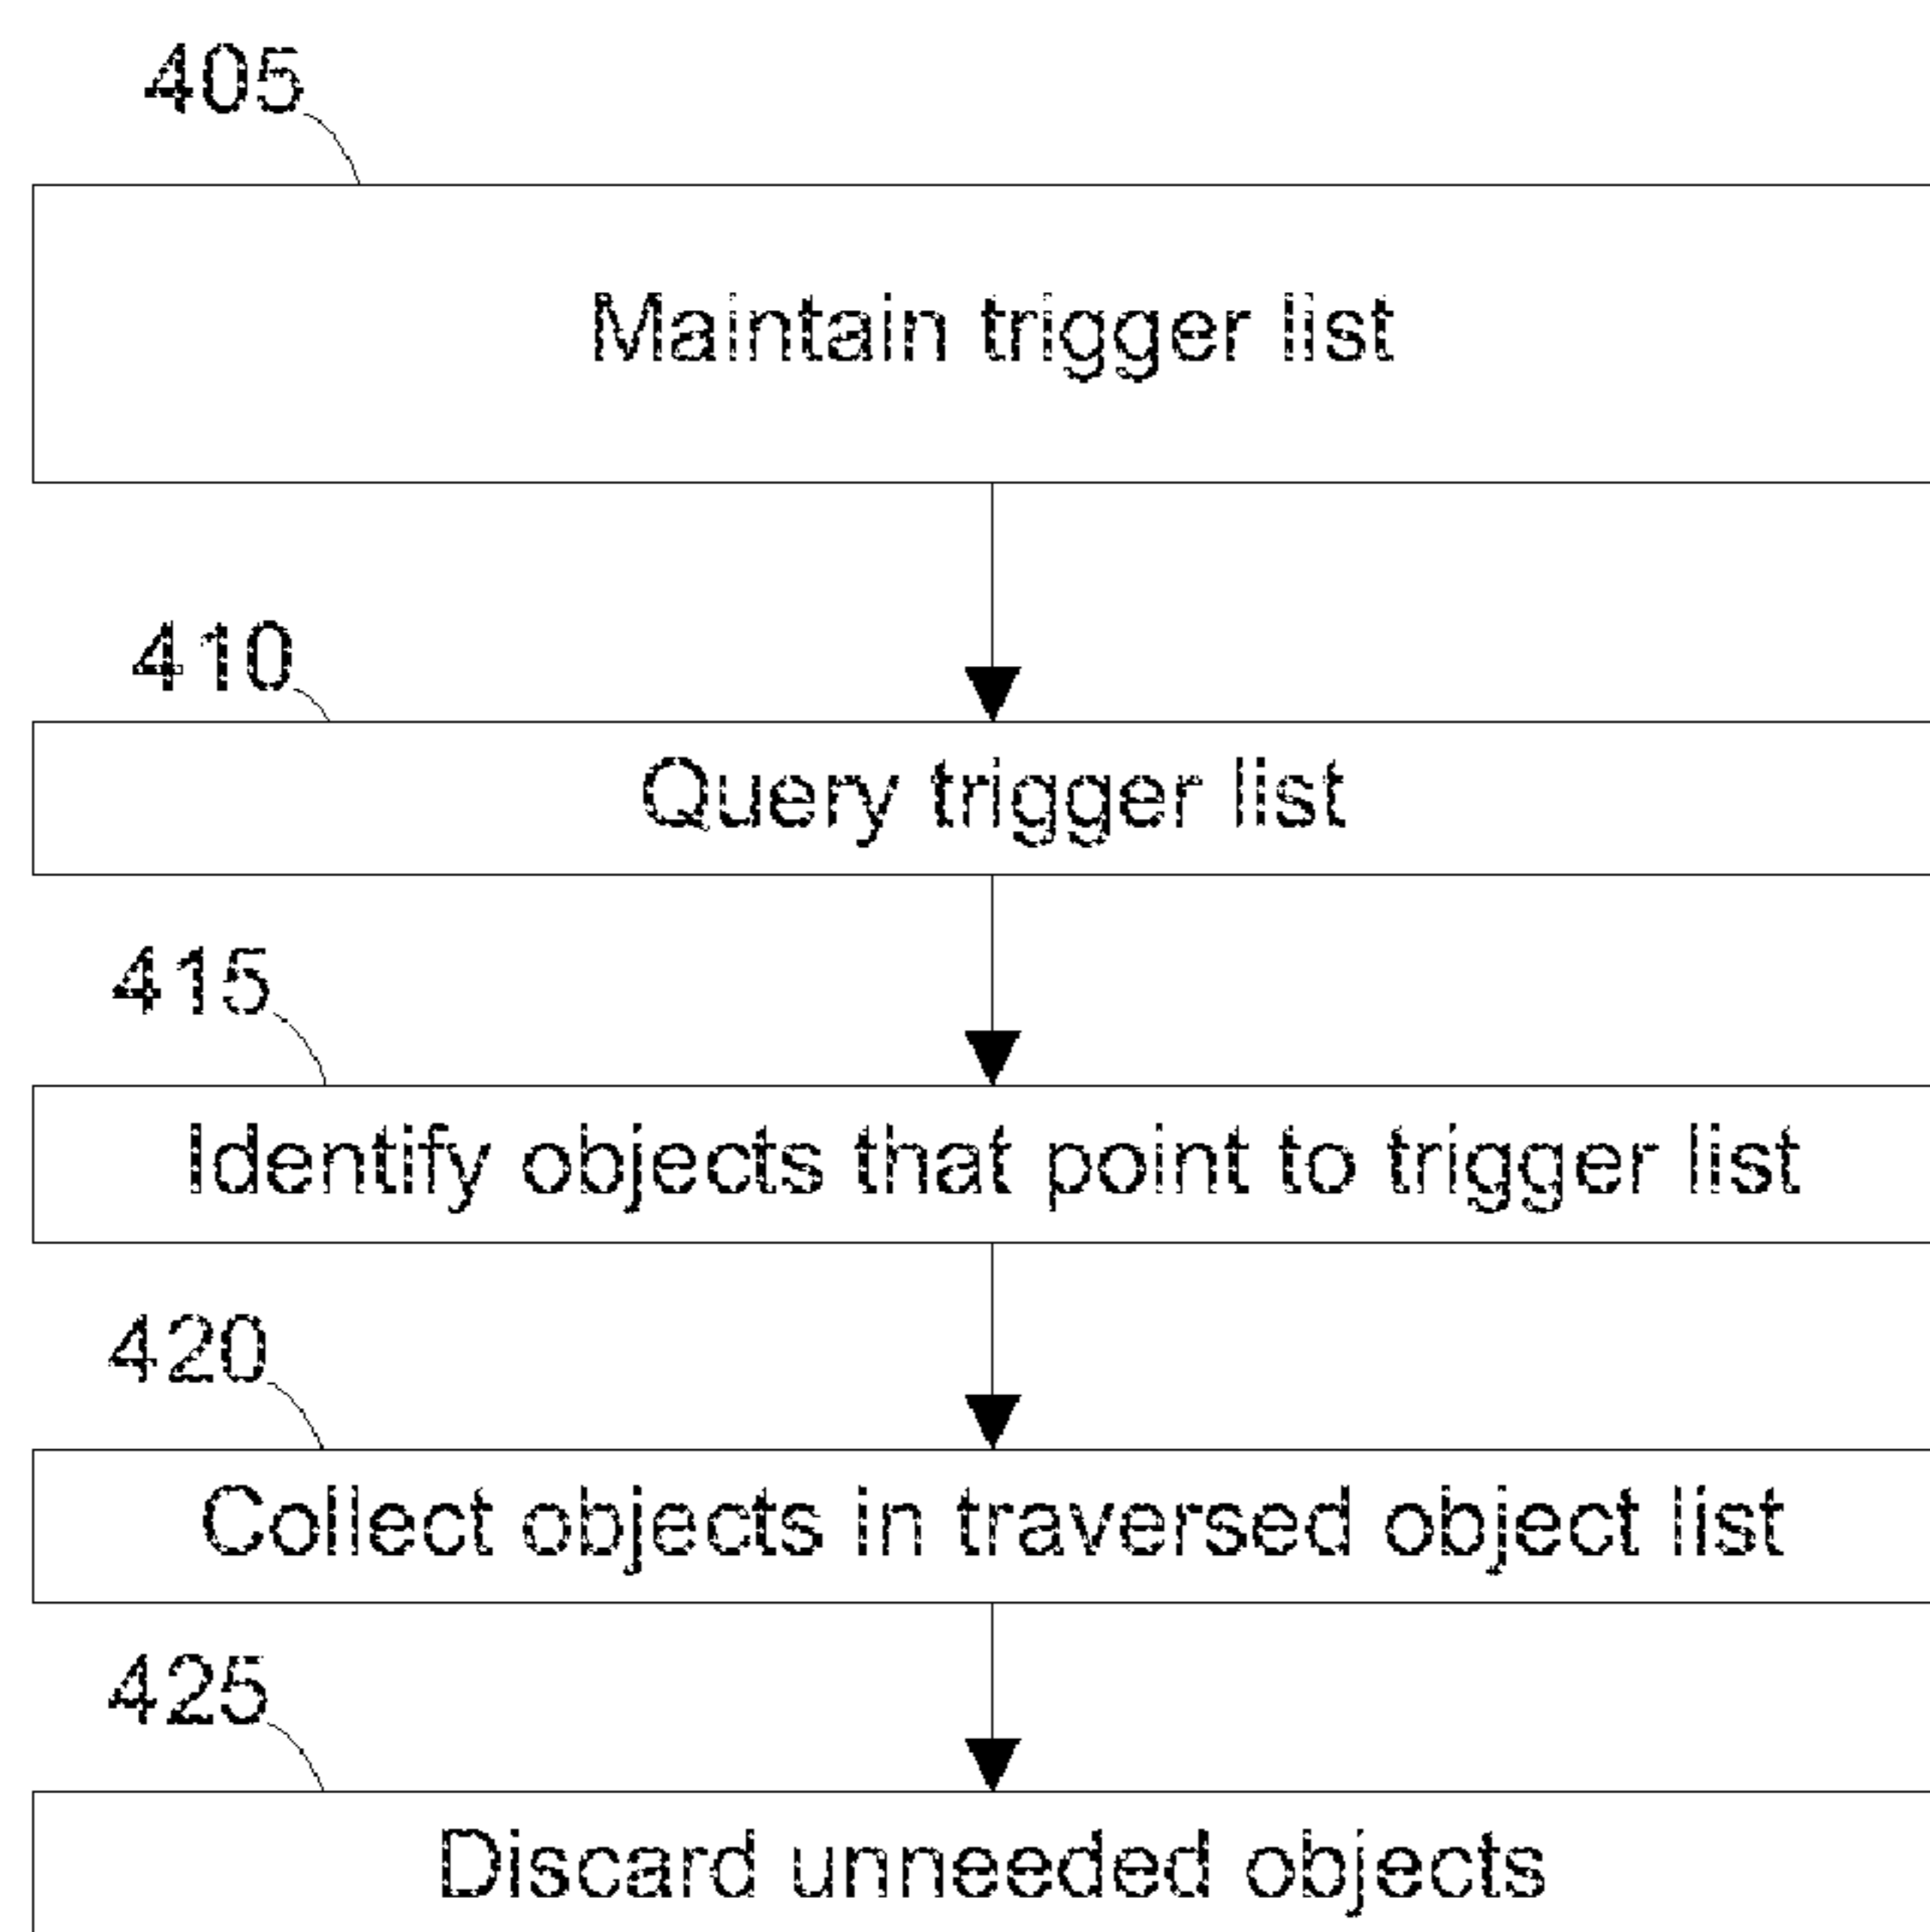 405
Maintain trigger list
410
Query trigger list
415
Identify objects that point to trigger list
420
Collect objects in traversed object list
425
Discard unneeded objects